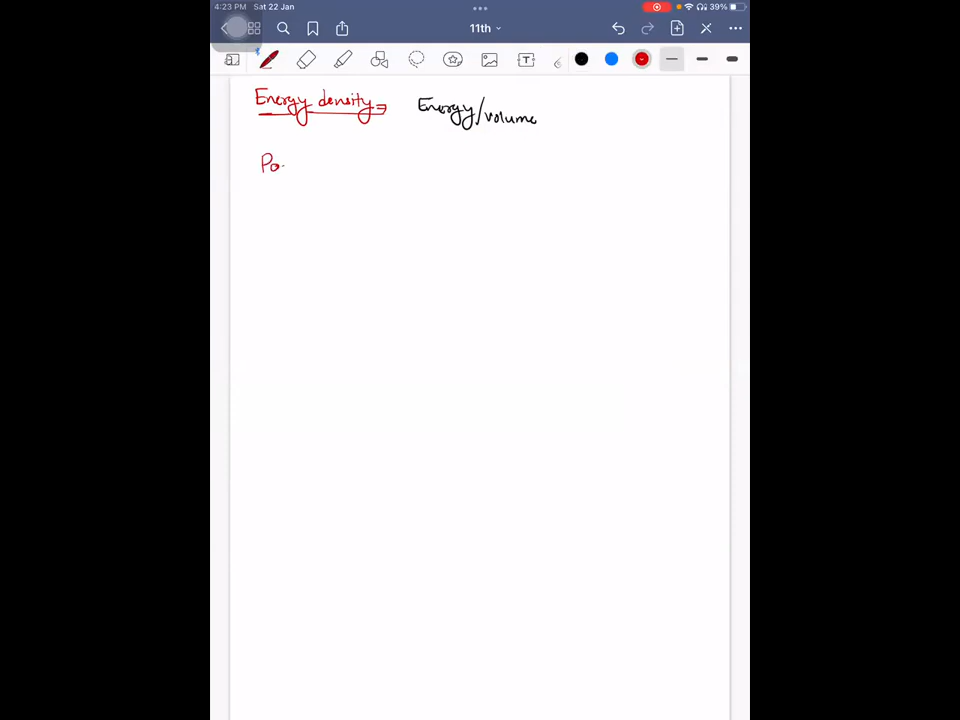 4:23 PM Sat 22 Jan 39%
11th
T
Energy density ⇒ Energy/volume
Po